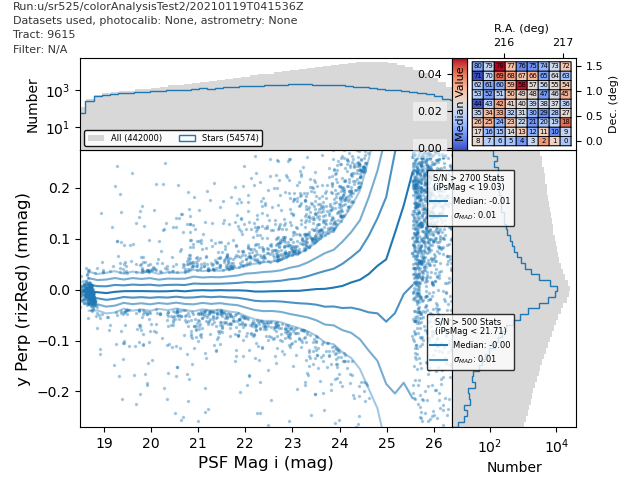 Run:u/sr525/colorAnalysisTest2/20210119T041536Z
Datasets used, photocalib: None, astrometry: None
Tract: 9615
Filter: N/A
R.A. (deg)
216 217
Number
10³
10¹
All (442000)
Stars (54574)
0.04
0.02
0.00
Median Value
1.5
1.0
0.5
0.0
Dec. (deg)
y Perp (rizRed) (mmag)
0.2
0.1
0.0
−0.1
−0.2
S/N > 2700 Stats
(iPsMag < 19.03)
Median: -0.01
σMAD: 0.01
S/N > 500 Stats
(iPsMag < 21.71)
Median: -0.00
σMAD: 0.01
19 20 21 22 23 24 25 26
PSF Mag i (mag)
10² 10⁴
Number